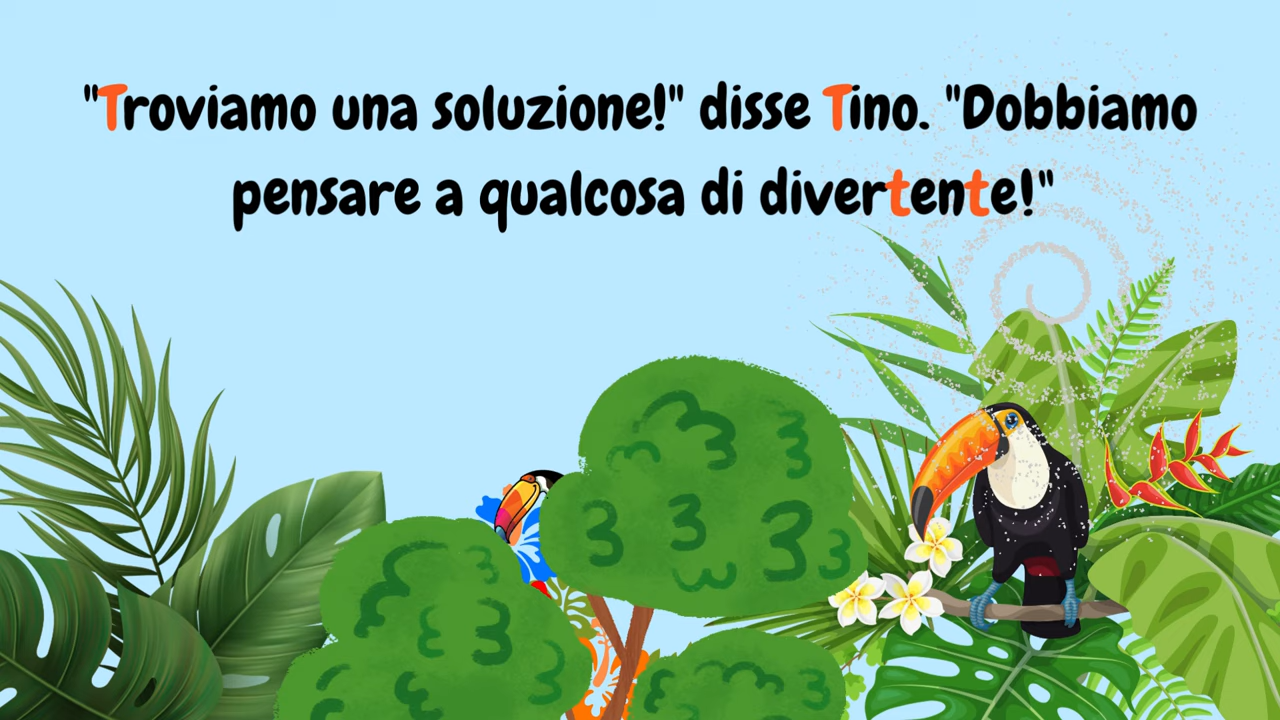 "Troviamo una soluzione!" disse Tino. "Dobbiamo
pensare a qualcosa di divertente!"